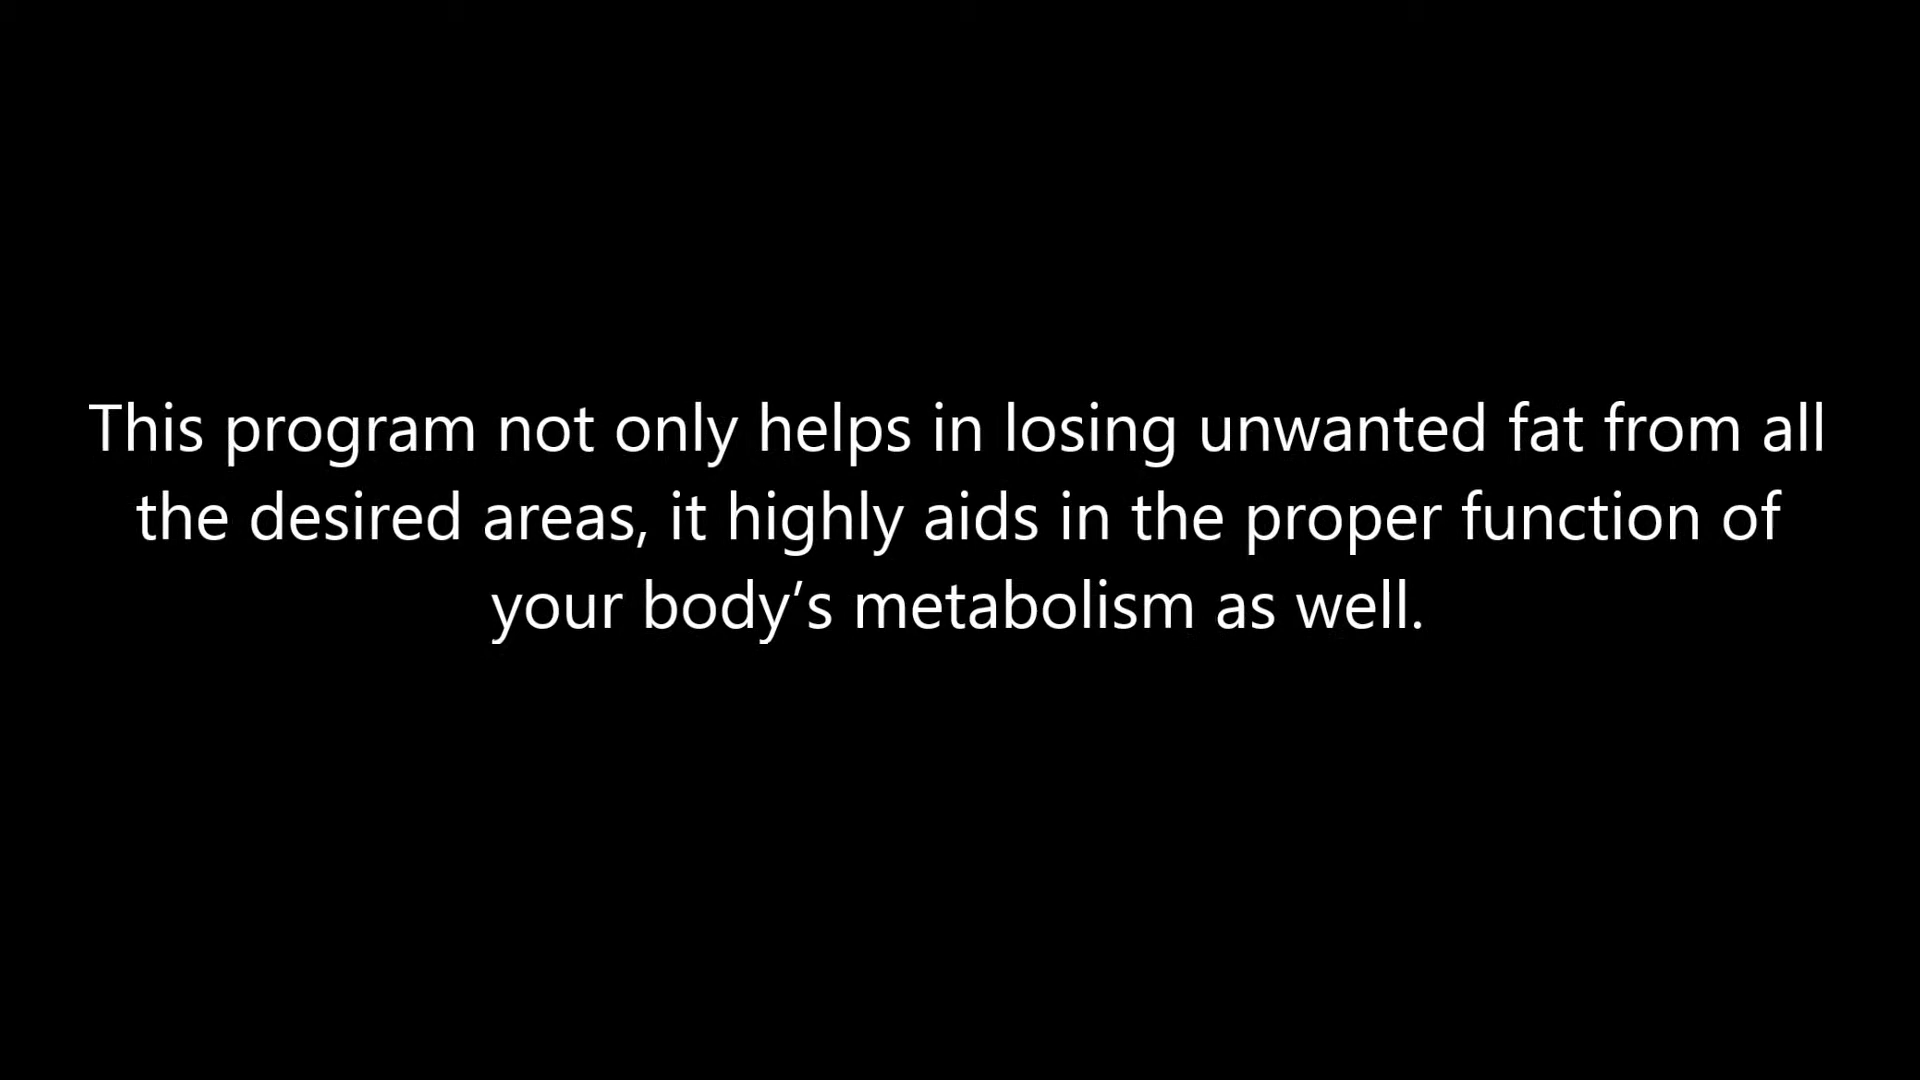 This program not only helps in losing unwanted fat from all
the desired areas, it highly aids in the proper function of
your body’s metabolism as well.